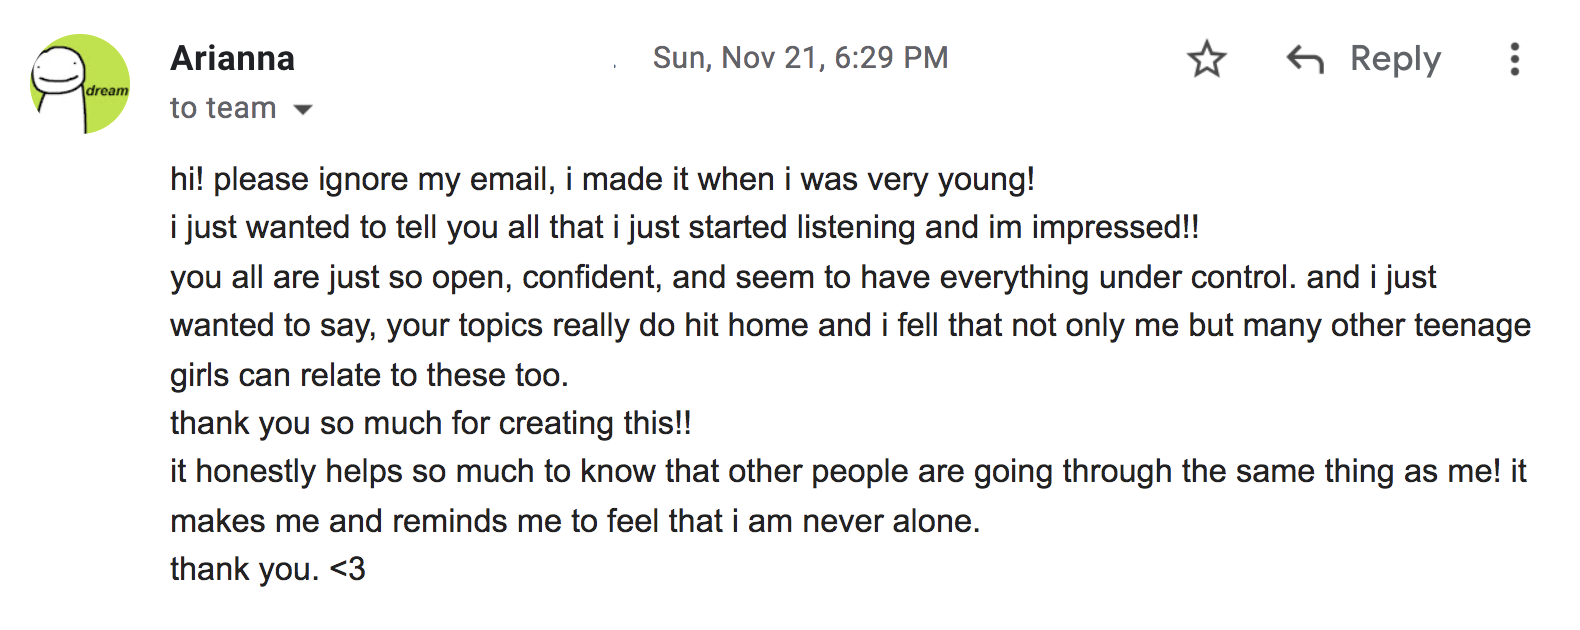 Arianna
Sun, Nov 21, 6:29 PM
Reply
dream
to team
hi! please ignore my email, i made it when i was very young!
i just wanted to tell you all that i just started listening and im impressed!!
you all are just so open, confident, and seem to have everything under control. and i just
wanted to say, your topics really do hit home and i fell that not only me but many other teenage
girls can relate to these too.
thank you so much for creating this!!
it honestly helps so much to know that other people are going through the same thing as me! it
makes me and reminds me to feel that i am never alone.
thank you. <3